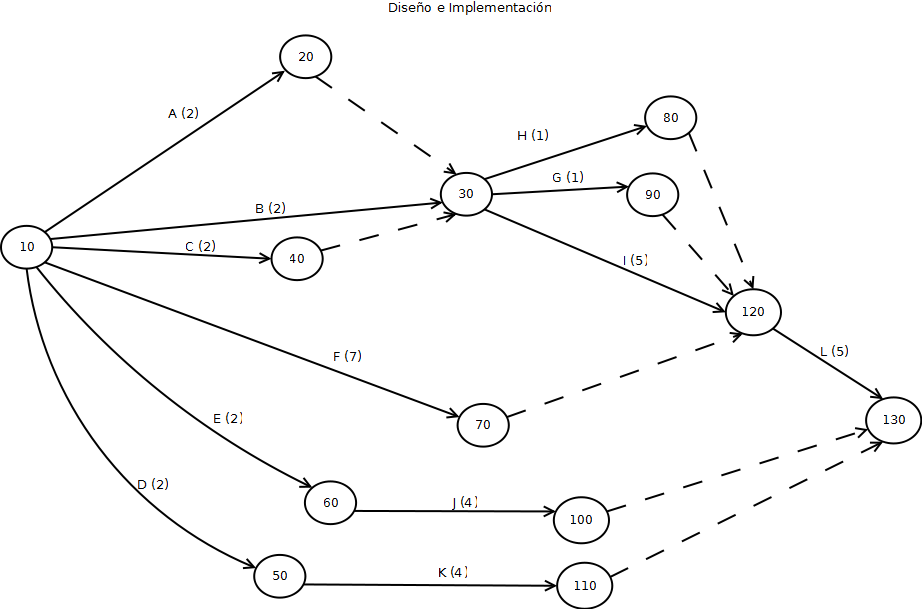 Diseño e Implementación
20
A (2)
80
H (1)
G (1)
30
90
B (2)
10
C (2)
40
I (5)
120
F (7)
L (5)
70
130
E (2)
D (2)
60
J (4)
100
K (4)
50
110